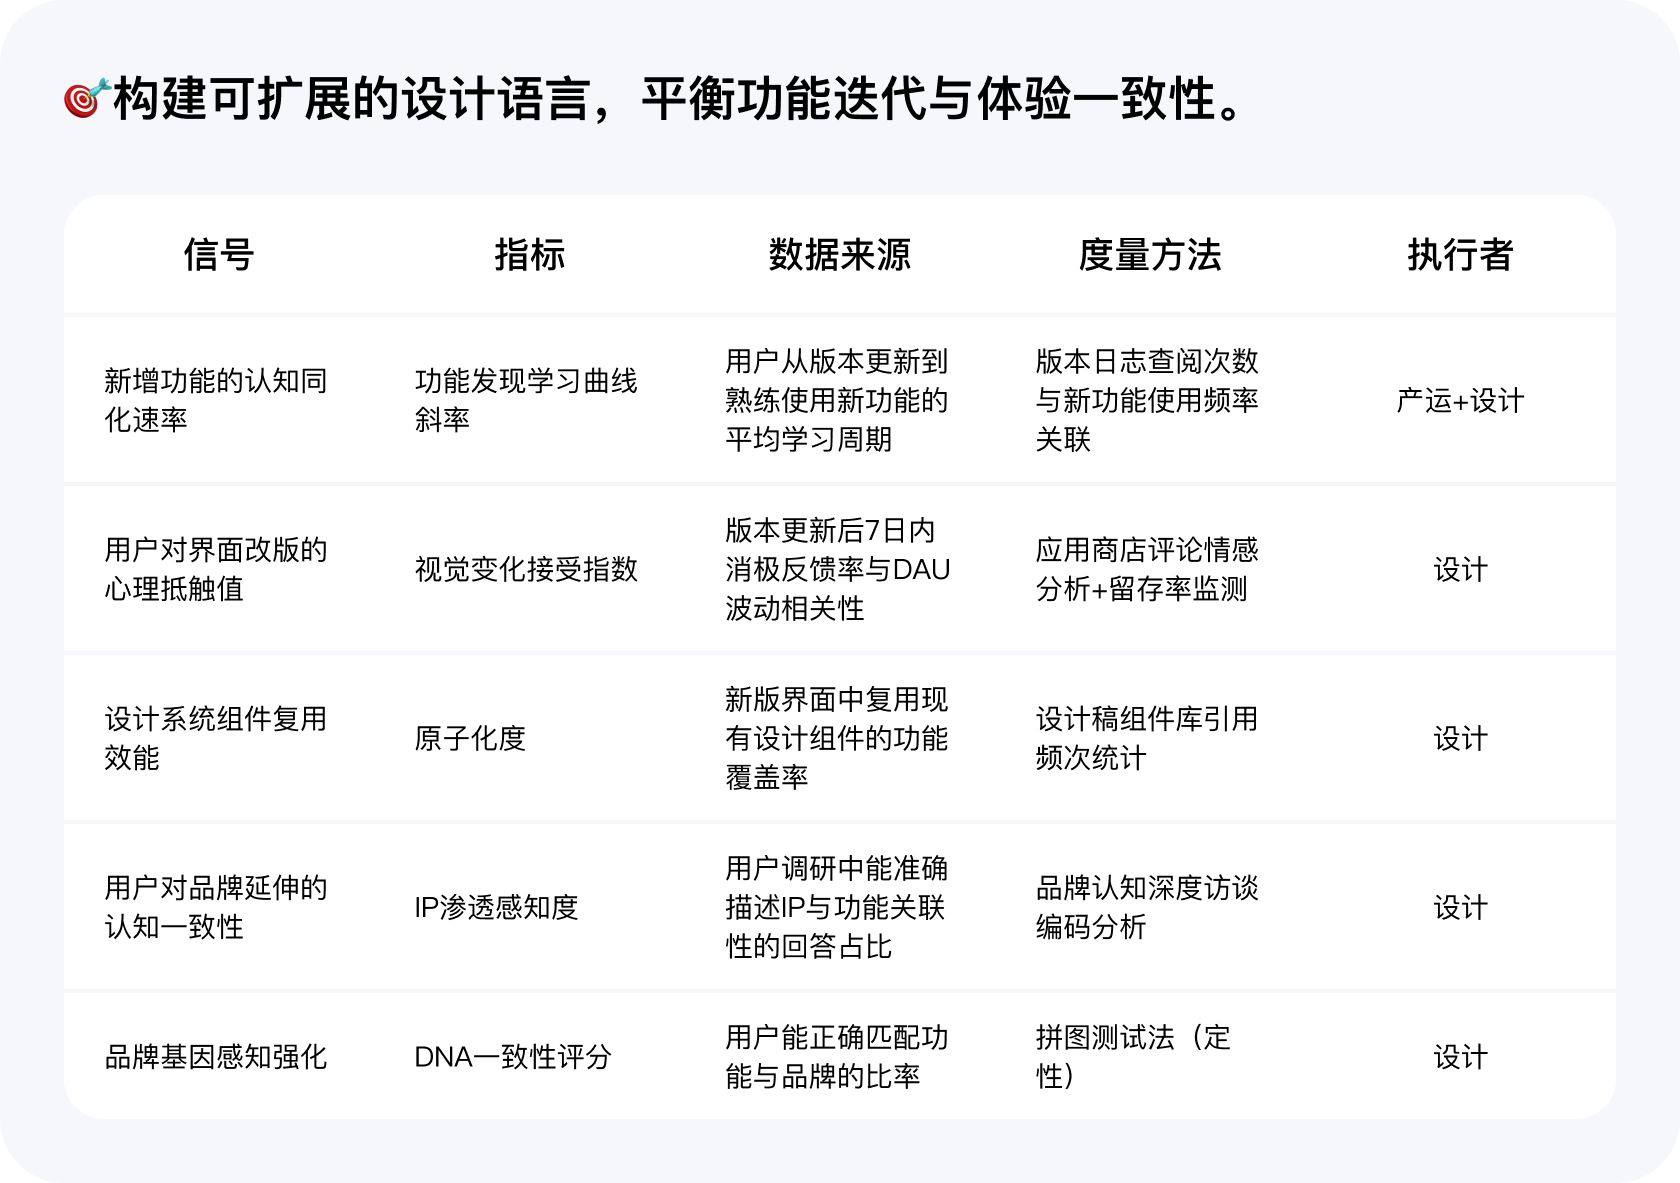 🎯构建可扩展的设计语言，平衡功能迭代与体验一致性。
信号
指标
数据来源
度量方法
执行者
新增功能的认知同
化速率
功能发现学习曲线
斜率
用户从版本更新到
熟练使用新功能的
平均学习周期
版本日志查阅次数
与新功能使用频率
关联
产运+设计
用户对界面改版的
心理抵触值
视觉变化接受指数
版本更新后7日内
消极反馈率与DAU
波动相关性
应用商店评论情感
分析+留存率监测
设计
设计系统组件复用
效能
原子化度
新版界面中复用现
有设计组件的功能
覆盖率
设计稿组件库引用
频次统计
设计
用户对品牌延伸的
认知一致性
IP渗透感知度
用户调研中能准确
描述IP与功能关联
性的回答占比
品牌认知深度访谈
编码分析
设计
品牌基因感知强化
DNA一致性评分
用户能正确匹配功
能与品牌的比率
拼图测试法（定
性）
设计